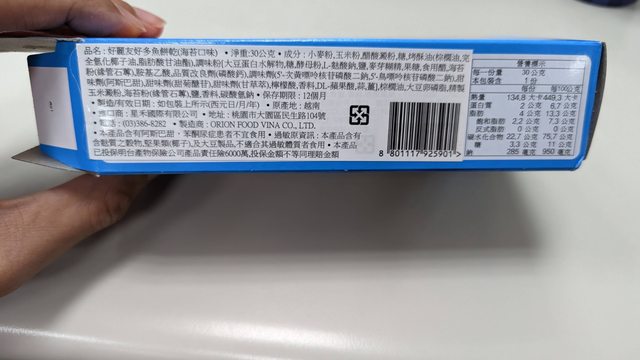 品名: 好麗友好多魚餅乾(海苔口味) • 淨重:30公克 • 成分 : 小麥粉,玉米粉,醋酸澱粉,糖,烤酥油(棕櫚油,完
全氫化椰子油,脂肪酸甘油酯),調味粉(大豆蛋白水解物,糖,酵母粉,L-麩酸鈉,鹽,麥芽糊精,果糖,食用醋,海苔
粉(緣管石蓴),胺基乙酸,品質改良劑(磷酸鈣),調味劑(5'-次黃嘌呤核苷磷酸二鈉,5'-鳥嘌呤核苷磷酸二鈉),甜
味劑(阿斯巴甜),甜味劑(甜菊醣苷),甜味劑(甘草萃),檸檬酸,香料,DL-蘋果酸,蒜,薑),棕櫚油,大豆卵磷脂,精製
玉米澱粉,海苔粉(緣管石蓴),鹽,香料,碳酸氫鈉 • 保存期限 : 12個月
• 製造/有效日期: 如包裝上所示(西元日/月/年) • 原產地 : 越南
進口商: 星禾國際有限公司 • 地址: 桃園市大園區民生路104號
電話 : (03)386-8282 • 製造商 : ORION FOOD VINA CO., LTD.
• 本產品含有阿斯巴甜, 苯酮尿症患者不宜食用 • 過敏原資訊 : 本產品含有
含麩質之穀物,堅果類(椰子),及大豆製品,不適合其過敏體質者食用 • 本產品
已投保明台產物保險公司產品責任險6000萬,投保金額不等同理賠金額
8 801117 925901
營養標示
每一份量 30 公克
本包裝含 1 份
每份 每100公克
熱量 134.8 大卡 449.3 大卡
蛋白質 2 公克 6.7 公克
脂肪 4 公克 13.3 公克
飽和脂肪 2.2 公克 7.3 公克
反式脂肪 0 公克 0 公克
碳水化合物 22.7 公克 75.7 公克
糖 3.3 公克 11 公克
鈉 285 毫克 950 毫克